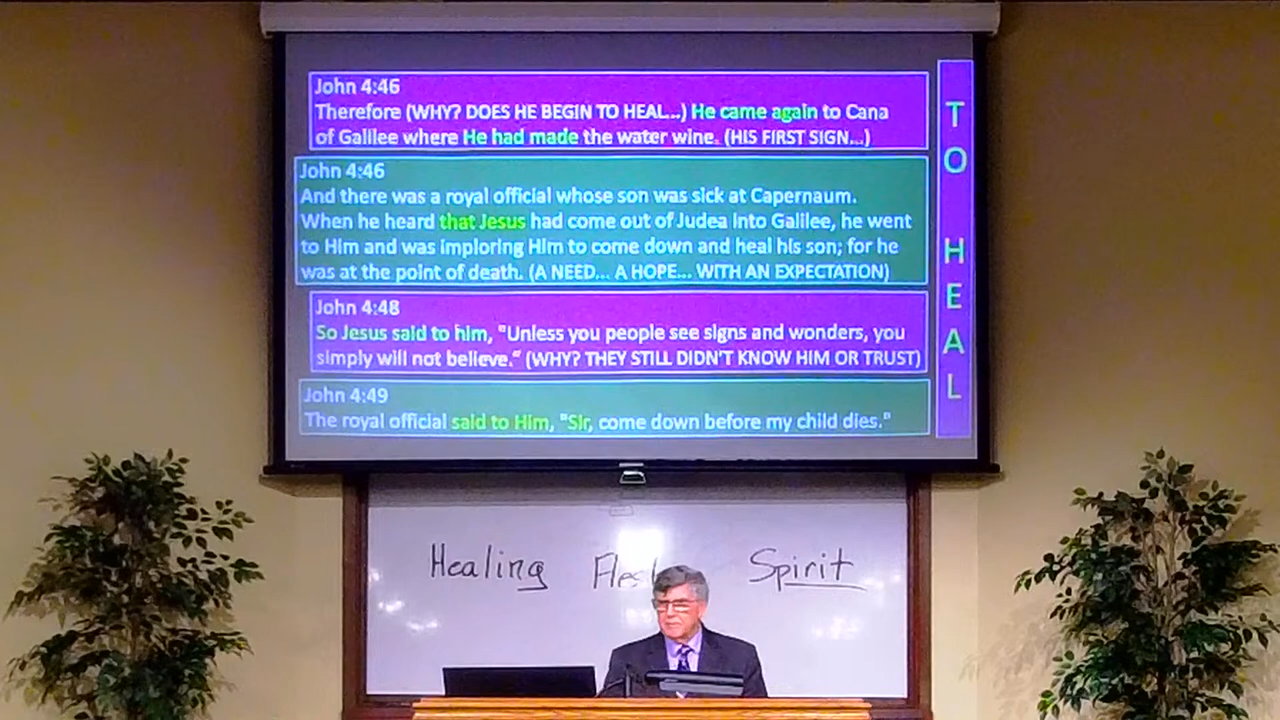 John 4:46
Therefore (WHY? DOES HE BEGIN TO HEAL...) He came again to Cana
of Galilee where He had made the water wine. (HIS FIRST SIGN...)
John 4:46
And there was a royal official whose son was sick at Capernaum.
When he heard that Jesus had come out of Judea into Galilee, he went
to Him and was imploring Him to come down and heal his son; for he
was at the point of death. (A NEED... A HOPE... WITH AN EXPECTATION)
John 4:48
So Jesus said to him, "Unless you people see signs and wonders, you
simply will not believe." (WHY? THEY STILL DIDN'T KNOW HIM OR TRUST)
John 4:49
The royal official said to Him, "Sir, come down before my child dies."
TO HEAL
Healing Fles Spirit